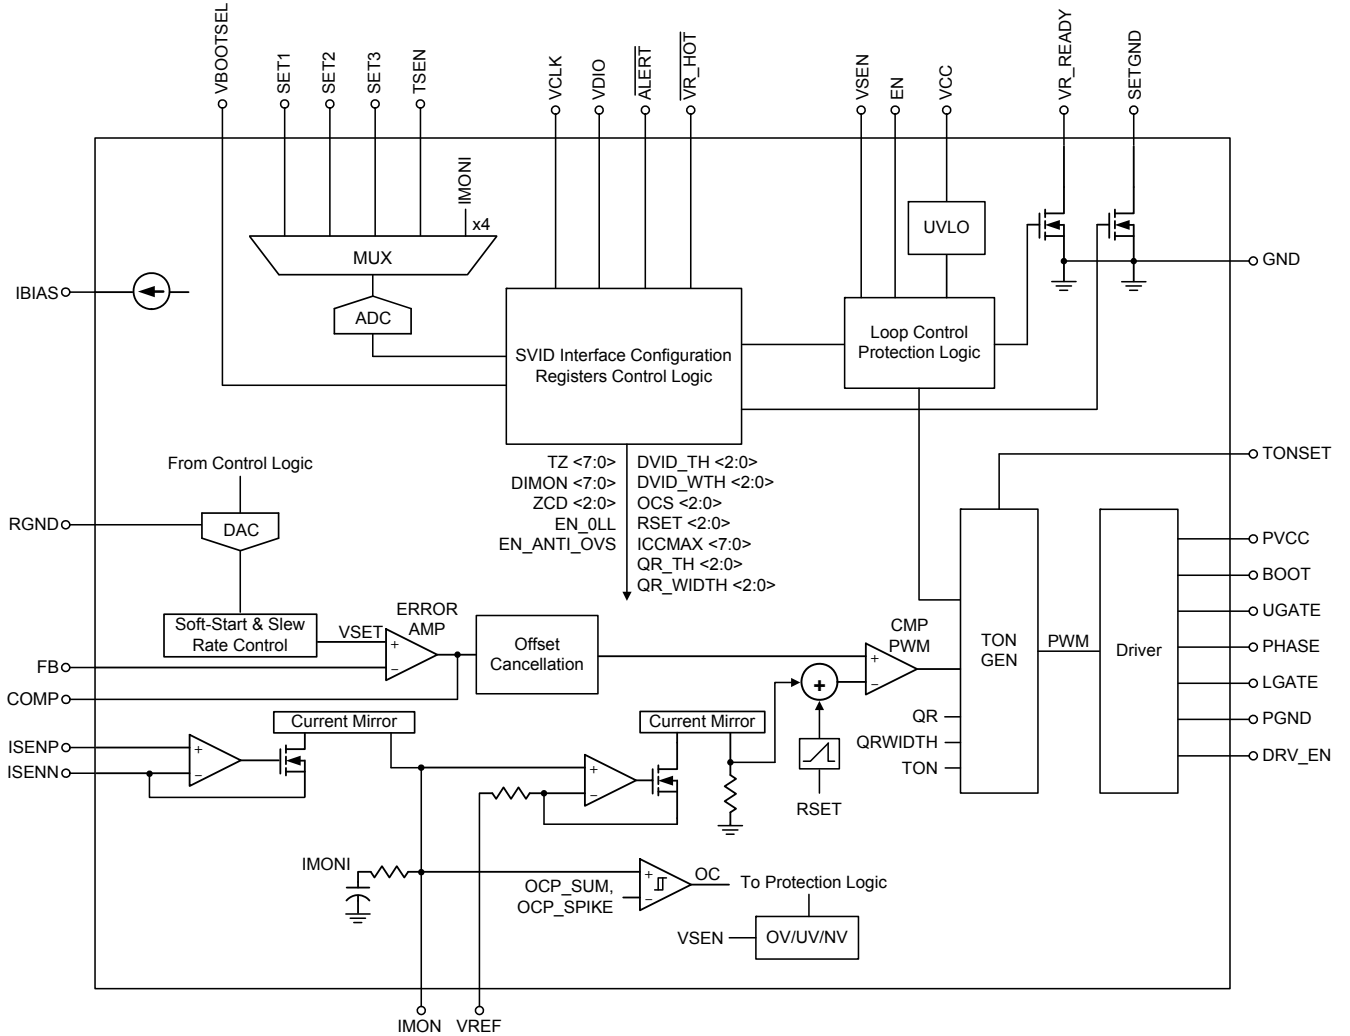 VBOOTSEL
SET1
SET2
SET3
TSEN
VCLK
VDIO
ALERT
VR_HOT
VSEN
EN
VCC
VR_READY
SETGND
IMONI
x4
MUX
ADC
IBIAS
UVLO
GND
SVID Interface Configuration
Registers Control Logic
Loop Control
Protection Logic
From Control Logic
RGND
DAC
TZ <7:0>
DIMON <7:0>
ZCD <2:0>
EN_0LL
EN_ANTI_OVS
DVID_TH <2:0>
DVID_WTH <2:0>
OCS <2:0>
RSET <2:0>
ICCMAX <7:0>
QR_TH <2:0>
QR_WIDTH <2:0>
TONSET
Soft-Start & Slew
Rate Control
VSET
ERROR
AMP
+
−
Offset
Cancellation
CMP
PWM
+
−
TON
GEN
PWM
Driver
PVCC
BOOT
UGATE
PHASE
LGATE
PGND
DRV_EN
FB
COMP
ISENP
ISENN
Current Mirror
+
−
Current Mirror
+
−
+
RSET
QR
QRWIDTH
TON
IMONI
OCP_SUM,
OCP_SPIKE
+
−
OC
To Protection Logic
VSEN
OV/UV/NV
IMON
VREF